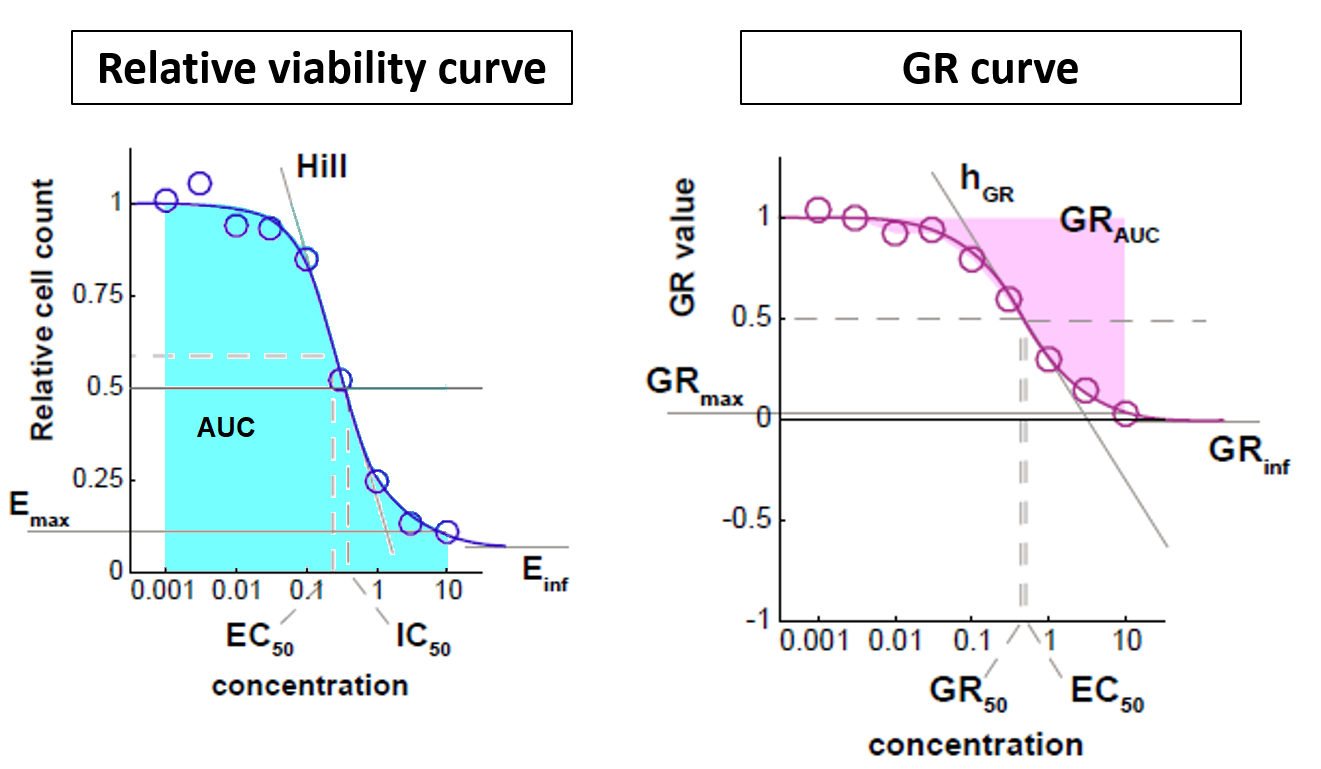 Relative viability curve
GR curve
Hill
Relative cell count
1
0.75
0.5
0.25
0
AUC
Emax
Einf
0.001 0.01 0.1 1 10
EC50
IC50
concentration
hGR
GRAUC
GR value
1
0.5
GRmax
0
GRinf
-0.5
-1
0.001 0.01 0.1 1 10
GR50
EC50
concentration